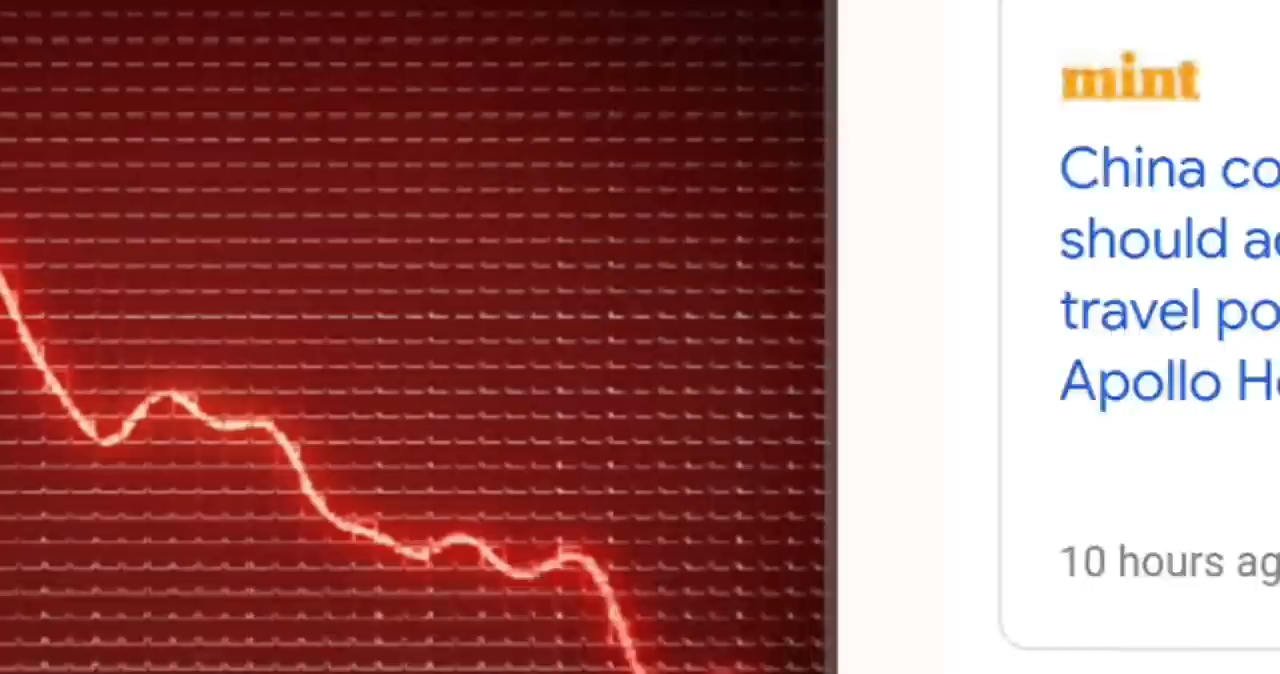 mint
China co
should a
travel po
Apollo H
10 hours ag